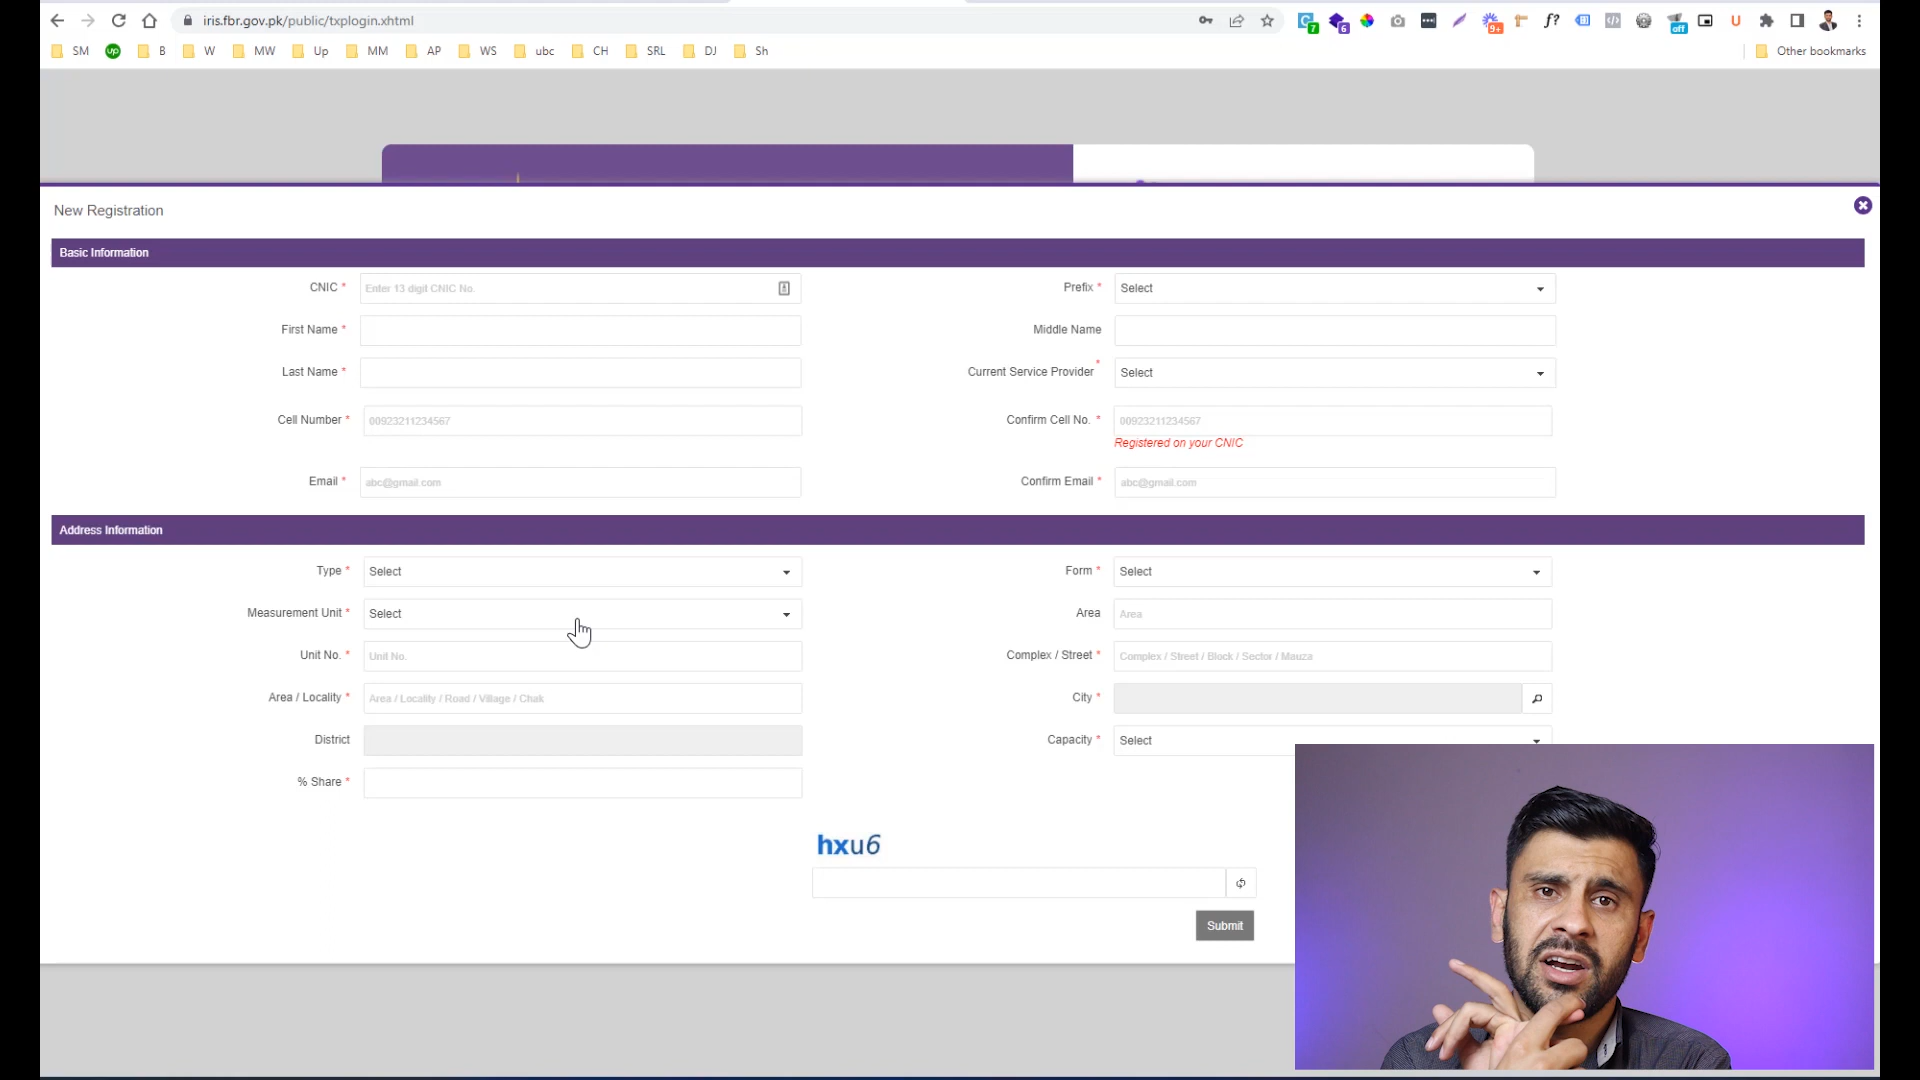 iris.fbr.gov.pk/public/txplogin.xhtml
7 6 9+ f? off U
SM up B W MW Up MM AP WS ubc CH SRL DJ Sh Other bookmarks
New Registration
Basic Information
CNIC * Enter 13 digit CNIC No. Prefix * Select
First Name * Middle Name
Last Name * Current Service Provider * Select
Cell Number * 00923211234567 Confirm Cell No. * 00923211234567
Registered on your CNIC
Email * abc@gmail.com Confirm Email * abc@gmail.com
Address Information
Type * Select Form * Select
Measurement Unit * Select Area Area
Unit No. * Unit No. Complex / Street * Complex / Street / Block / Sector / Mauza
Area / Locality * Area / Locality / Road / Village / Chak City *
District Capacity * Select
% Share *
hxu6
Submit